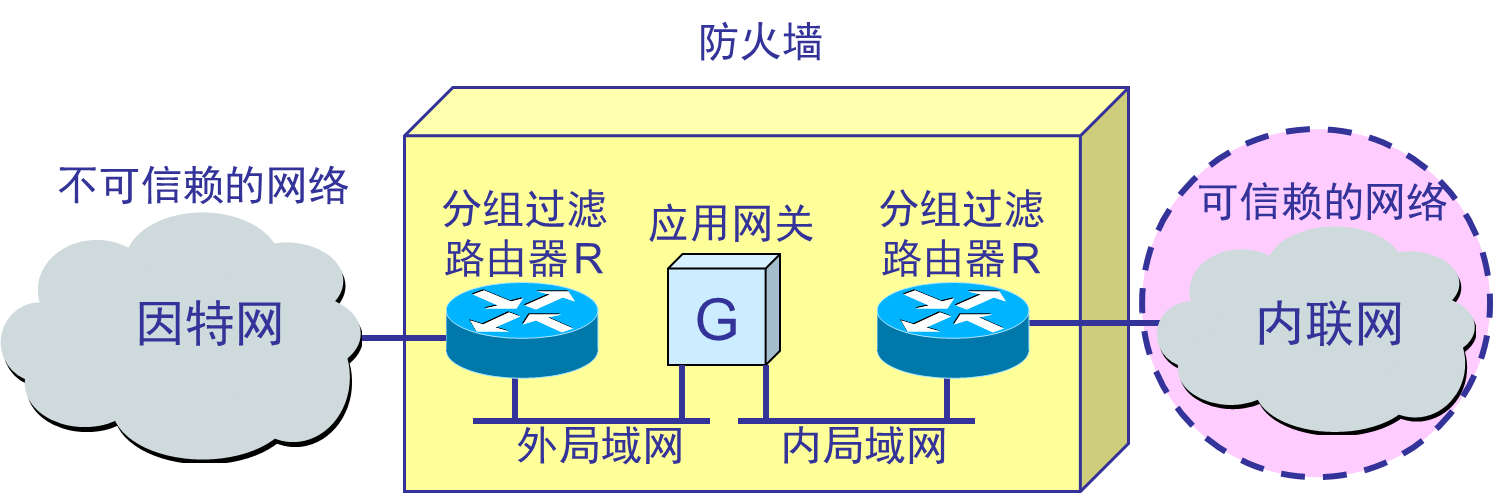 防火墙
不可信赖的网络
分组过滤
路由器R
应用网关
分组过滤
路由器R
可信赖的网络
因特网
G
内联网
外局域网
内局域网